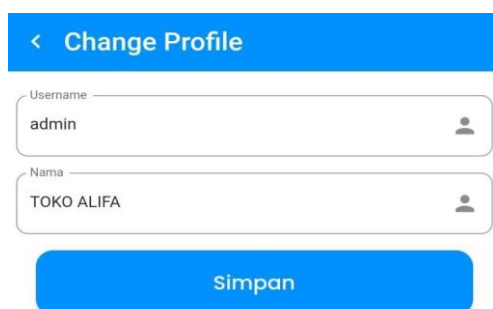 Change Profile
Username
admin
Nama
TOKO ALIFA
Simpan